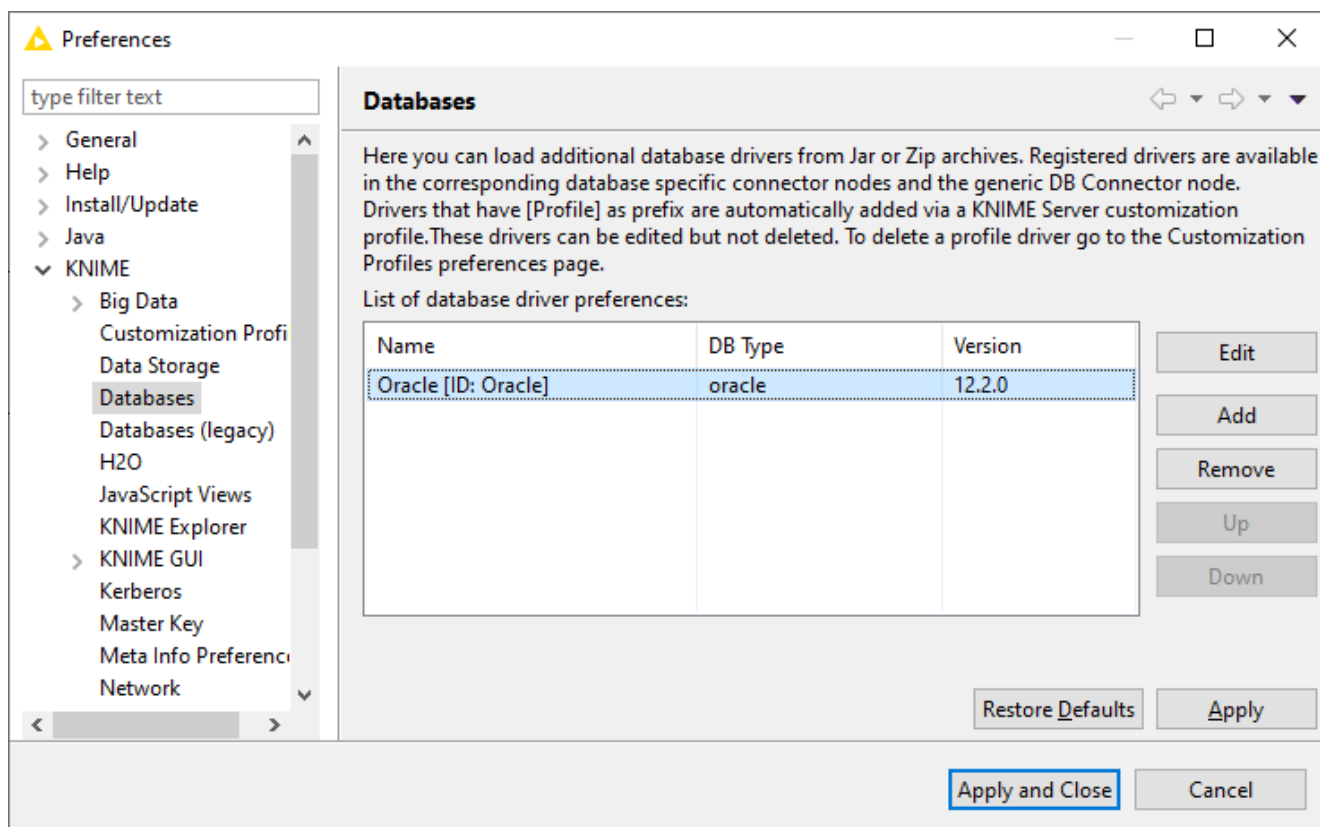 Preferences
type filter text
General
Help
Install/Update
Java
KNIME
Big Data
Customization Profi
Data Storage
Databases
Databases (legacy)
H2O
JavaScript Views
KNIME Explorer
KNIME GUI
Kerberos
Master Key
Meta Info Preferenc
Network
Databases
Here you can load additional database drivers from Jar or Zip archives. Registered drivers are available
in the corresponding database specific connector nodes and the generic DB Connector node.
Drivers that have [Profile] as prefix are automatically added via a KNIME Server customization
profile.These drivers can be edited but not deleted. To delete a profile driver go to the Customization
Profiles preferences page.
List of database driver preferences:
Name DB Type Version
Oracle [ID: Oracle] oracle 12.2.0
Edit
Add
Remove
Up
Down
Restore Defaults Apply
Apply and Close Cancel